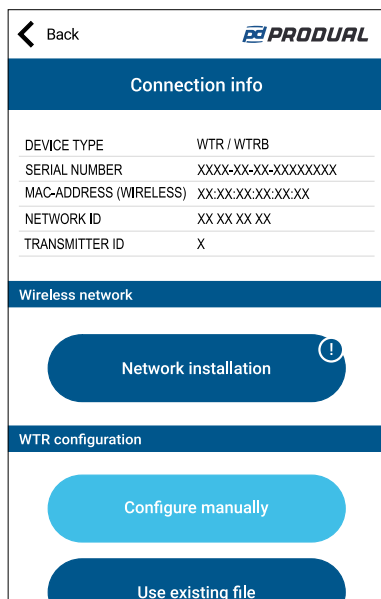 Back
pd PRODUAL
Connection info
DEVICE TYPE WTR / WTRB
SERIAL NUMBER XXXX-XX-XX-XXXXXXXX
MAC-ADDRESS (WIRELESS) XX:XX:XX:XX:XX:XX
NETWORK ID XX XX XX XX
TRANSMITTER ID X
Wireless network
Network installation !
WTR configuration
Configure manually
Use existing file